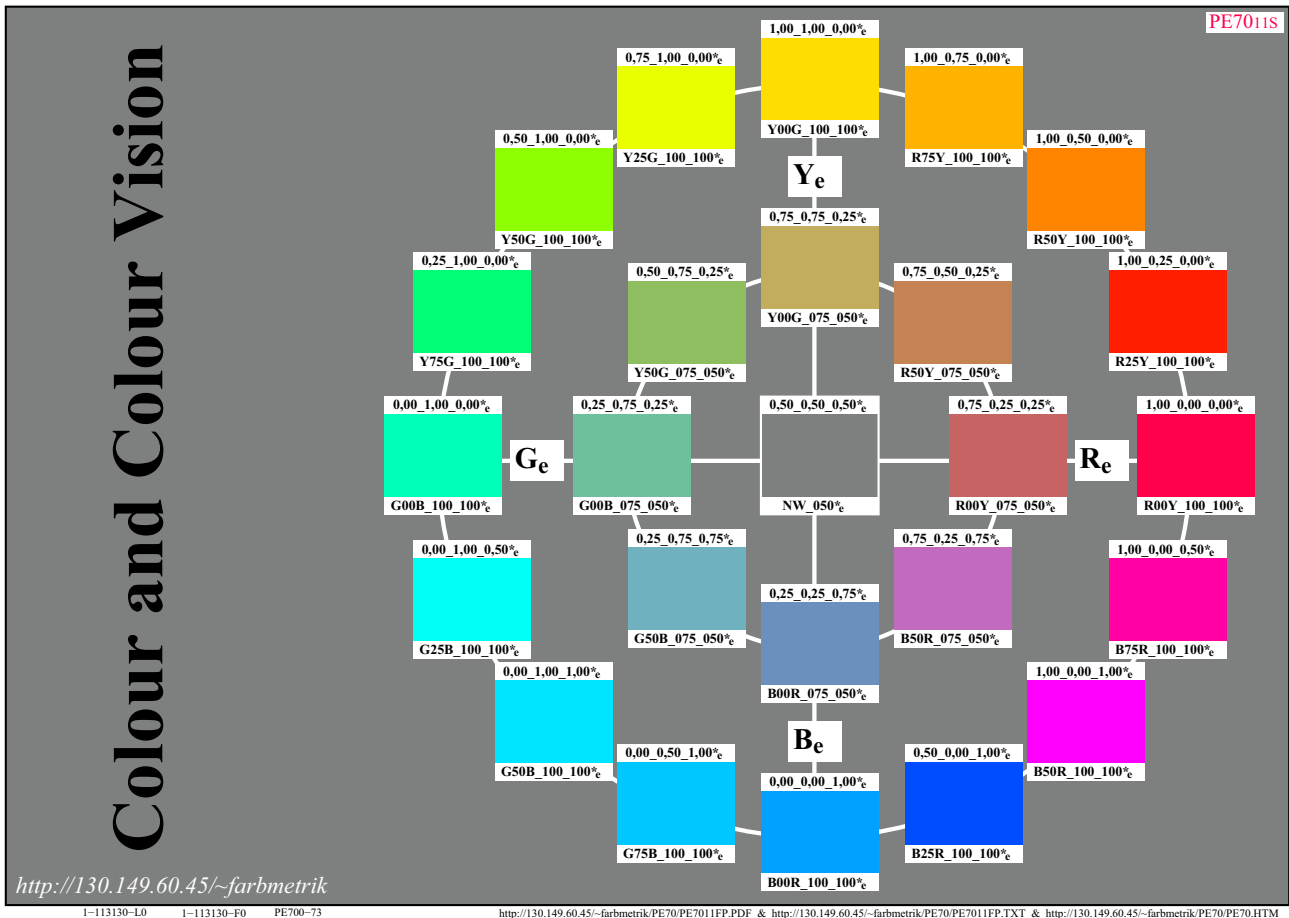 PE7011S
Colour and Colour Vision
1,00_1,00_0,00*e
Y00G_100_100*e
0,75_1,00_0,00*e
Y25G_100_100*e
1,00_0,75_0,00*e
R75Y_100_100*e
0,50_1,00_0,00*e
Y50G_100_100*e
1,00_0,50_0,00*e
R50Y_100_100*e
Ye
0,75_0,75_0,25*e
Y00G_075_050*e
0,25_1,00_0,00*e
Y75G_100_100*e
0,50_0,75_0,25*e
Y50G_075_050*e
0,75_0,50_0,25*e
R50Y_075_050*e
1,00_0,25_0,00*e
R25Y_100_100*e
0,00_1,00_0,00*e
G00B_100_100*e
Ge
0,25_0,75_0,25*e
G00B_075_050*e
0,50_0,50_0,50*e
NW_050*e
0,75_0,25_0,25*e
R00Y_075_050*e
Re
1,00_0,00_0,00*e
R00Y_100_100*e
0,00_1,00_0,50*e
G25B_100_100*e
0,25_0,75_0,75*e
G50B_075_050*e
0,25_0,25_0,75*e
B00R_075_050*e
0,75_0,25_0,75*e
B50R_075_050*e
1,00_0,00_0,50*e
B75R_100_100*e
0,00_1,00_1,00*e
G50B_100_100*e
1,00_0,00_1,00*e
B50R_100_100*e
Be
0,00_0,50_1,00*e
G75B_100_100*e
0,00_0,00_1,00*e
B00R_100_100*e
0,50_0,00_1,00*e
B25R_100_100*e
http://130.149.60.45/~farbmetrik
1−113130−L0 1−113130−F0 PE700−73 http://130.149.60.45/~farbmetrik/PE70/PE7011FP.PDF & http://130.149.60.45/~farbmetrik/PE70/PE7011FP.TXT & http://130.149.60.45/~farbmetrik/PE70/PE70.HTM